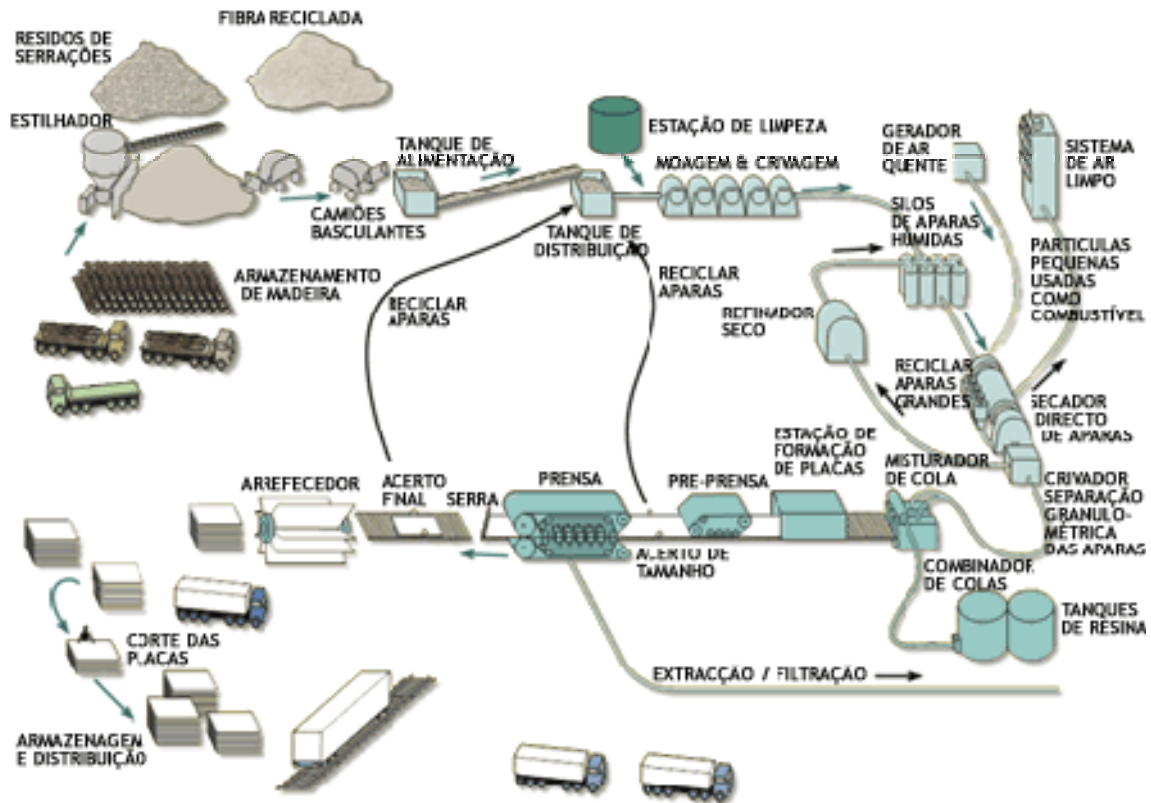 FIBRA RECICLADA
RESIDOS DE
SERRAÇÕES
ESTILHADOR
TANQUE DE
ALIMENTAÇÃO
ESTAÇÃO DE LIMPEZA
MOAGEM & CRIVAGEM
GERADOR
DE AR
QUENTE
SISTEMA
DE AR
LIMPO
CAMIÕES
BASCULANTES
TANQUE DE
DISTRIBUIÇÃO
SILOS
DE APARAS
HUMIDAS
PARTICULAS
PEQUENAS
USADAS
COMO
COMBUSTÍVEL
ARMAZENAMENTO
DE MADEIRA
RECICLAR
APARAS
RECICLAR
APARAS
REFINADOR
SECO
RECICLAR
APARAS
GRANDES
SECADOR
DIRECTO
DE APARAS
ESTAÇÃO DE
FORMAÇÃO
DE PLACAS
MISTURADOR
DE COLA
CRIVADOR
SEPARAÇÃO
GRANULO-
MÉTRICA
DAS APARAS
ARREFECEDOR
ACERTO
FINAL
SERRA
PRENSA
PRE-PRENSA
ACERTO DE
TAMANHO
COMBINADOR
DE COLAS
TANQUES
DE RESINA
CORTE DAS
PLACAS
EXTRACÇÃO / FILTRAÇÃO
ARMAZENAGEM
E DISTRIBUIÇÃO